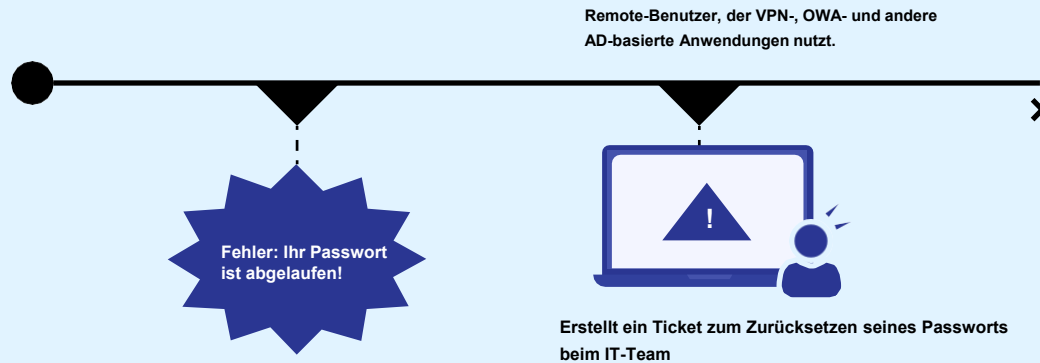 Remote-Benutzer, der VPN-, OWA- und andere
AD-basierte Anwendungen nutzt.
Fehler: Ihr Passwort
ist abgelaufen!
!
Erstellt ein Ticket zum Zurücksetzen seines Passworts
beim IT-Team